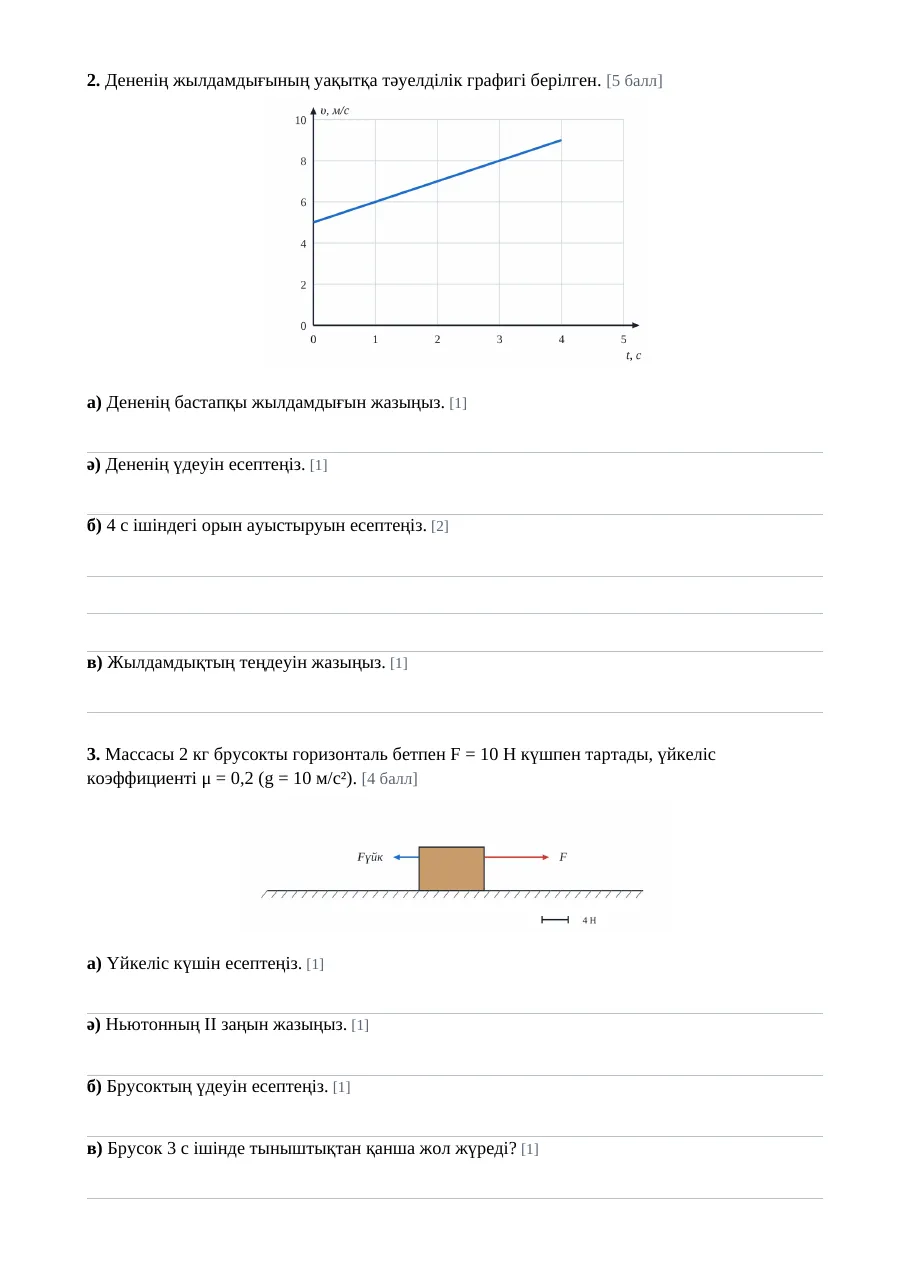 2. Дененің жылдамдығының уақытқа тәуелділік графигі берілген. [5 балл]
υ, м/с
10
8
6
4
2
0
0 1 2 3 4 5
t, с
а) Дененің бастапқы жылдамдығын жазыңыз. [1]
ә) Дененің үдеуін есептеңіз. [1]
б) 4 с ішіндегі орын ауыстыруын есептеңіз. [2]
в) Жылдамдықтың теңдеуін жазыңыз. [1]
3. Массасы 2 кг брусокты горизонталь бетпен F = 10 Н күшпен тартады, үйкеліс
коэффициенті μ = 0,2 (g = 10 м/с²). [4 балл]
Fүйк F
4 Н
а) Үйкеліс күшін есептеңіз. [1]
ә) Ньютонның II заңын жазыңыз. [1]
б) Брусоктың үдеуін есептеңіз. [1]
в) Брусок 3 с ішінде тыныштықтан қанша жол жүреді? [1]